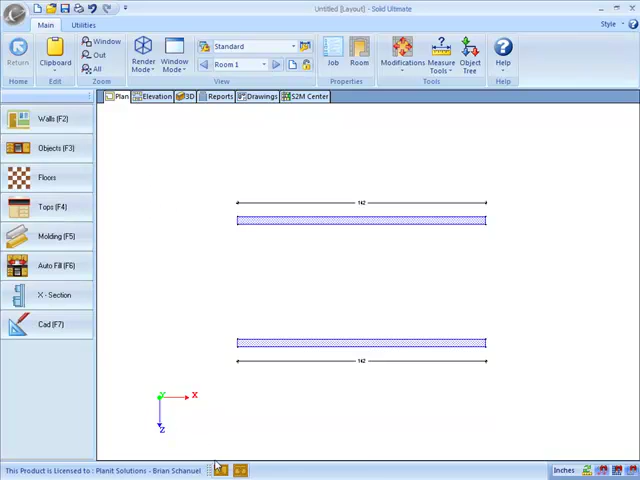 Untitled [Layout] - Solid Ultimate
Main
Utilities
Style
Return
Clipboard
Window
Out
All
Render Mode
Window Mode
Standard
Room 1
Job
Room
Modifications
Measure Tools
Object Tree
Help
Home
Edit
Zoom
View
Properties
Tools
Help
Plan
Elevation
3D
Reports
Drawings
S2M Center
Walls (F2)
Objects (F3)
Floors
Tops (F4)
Molding (F5)
Auto Fill (F6)
X - Section
Cad (F7)
142
142
Y
X
Z
This Product is Licensed to : Planit Solutions - Brian Schanuel
Inches